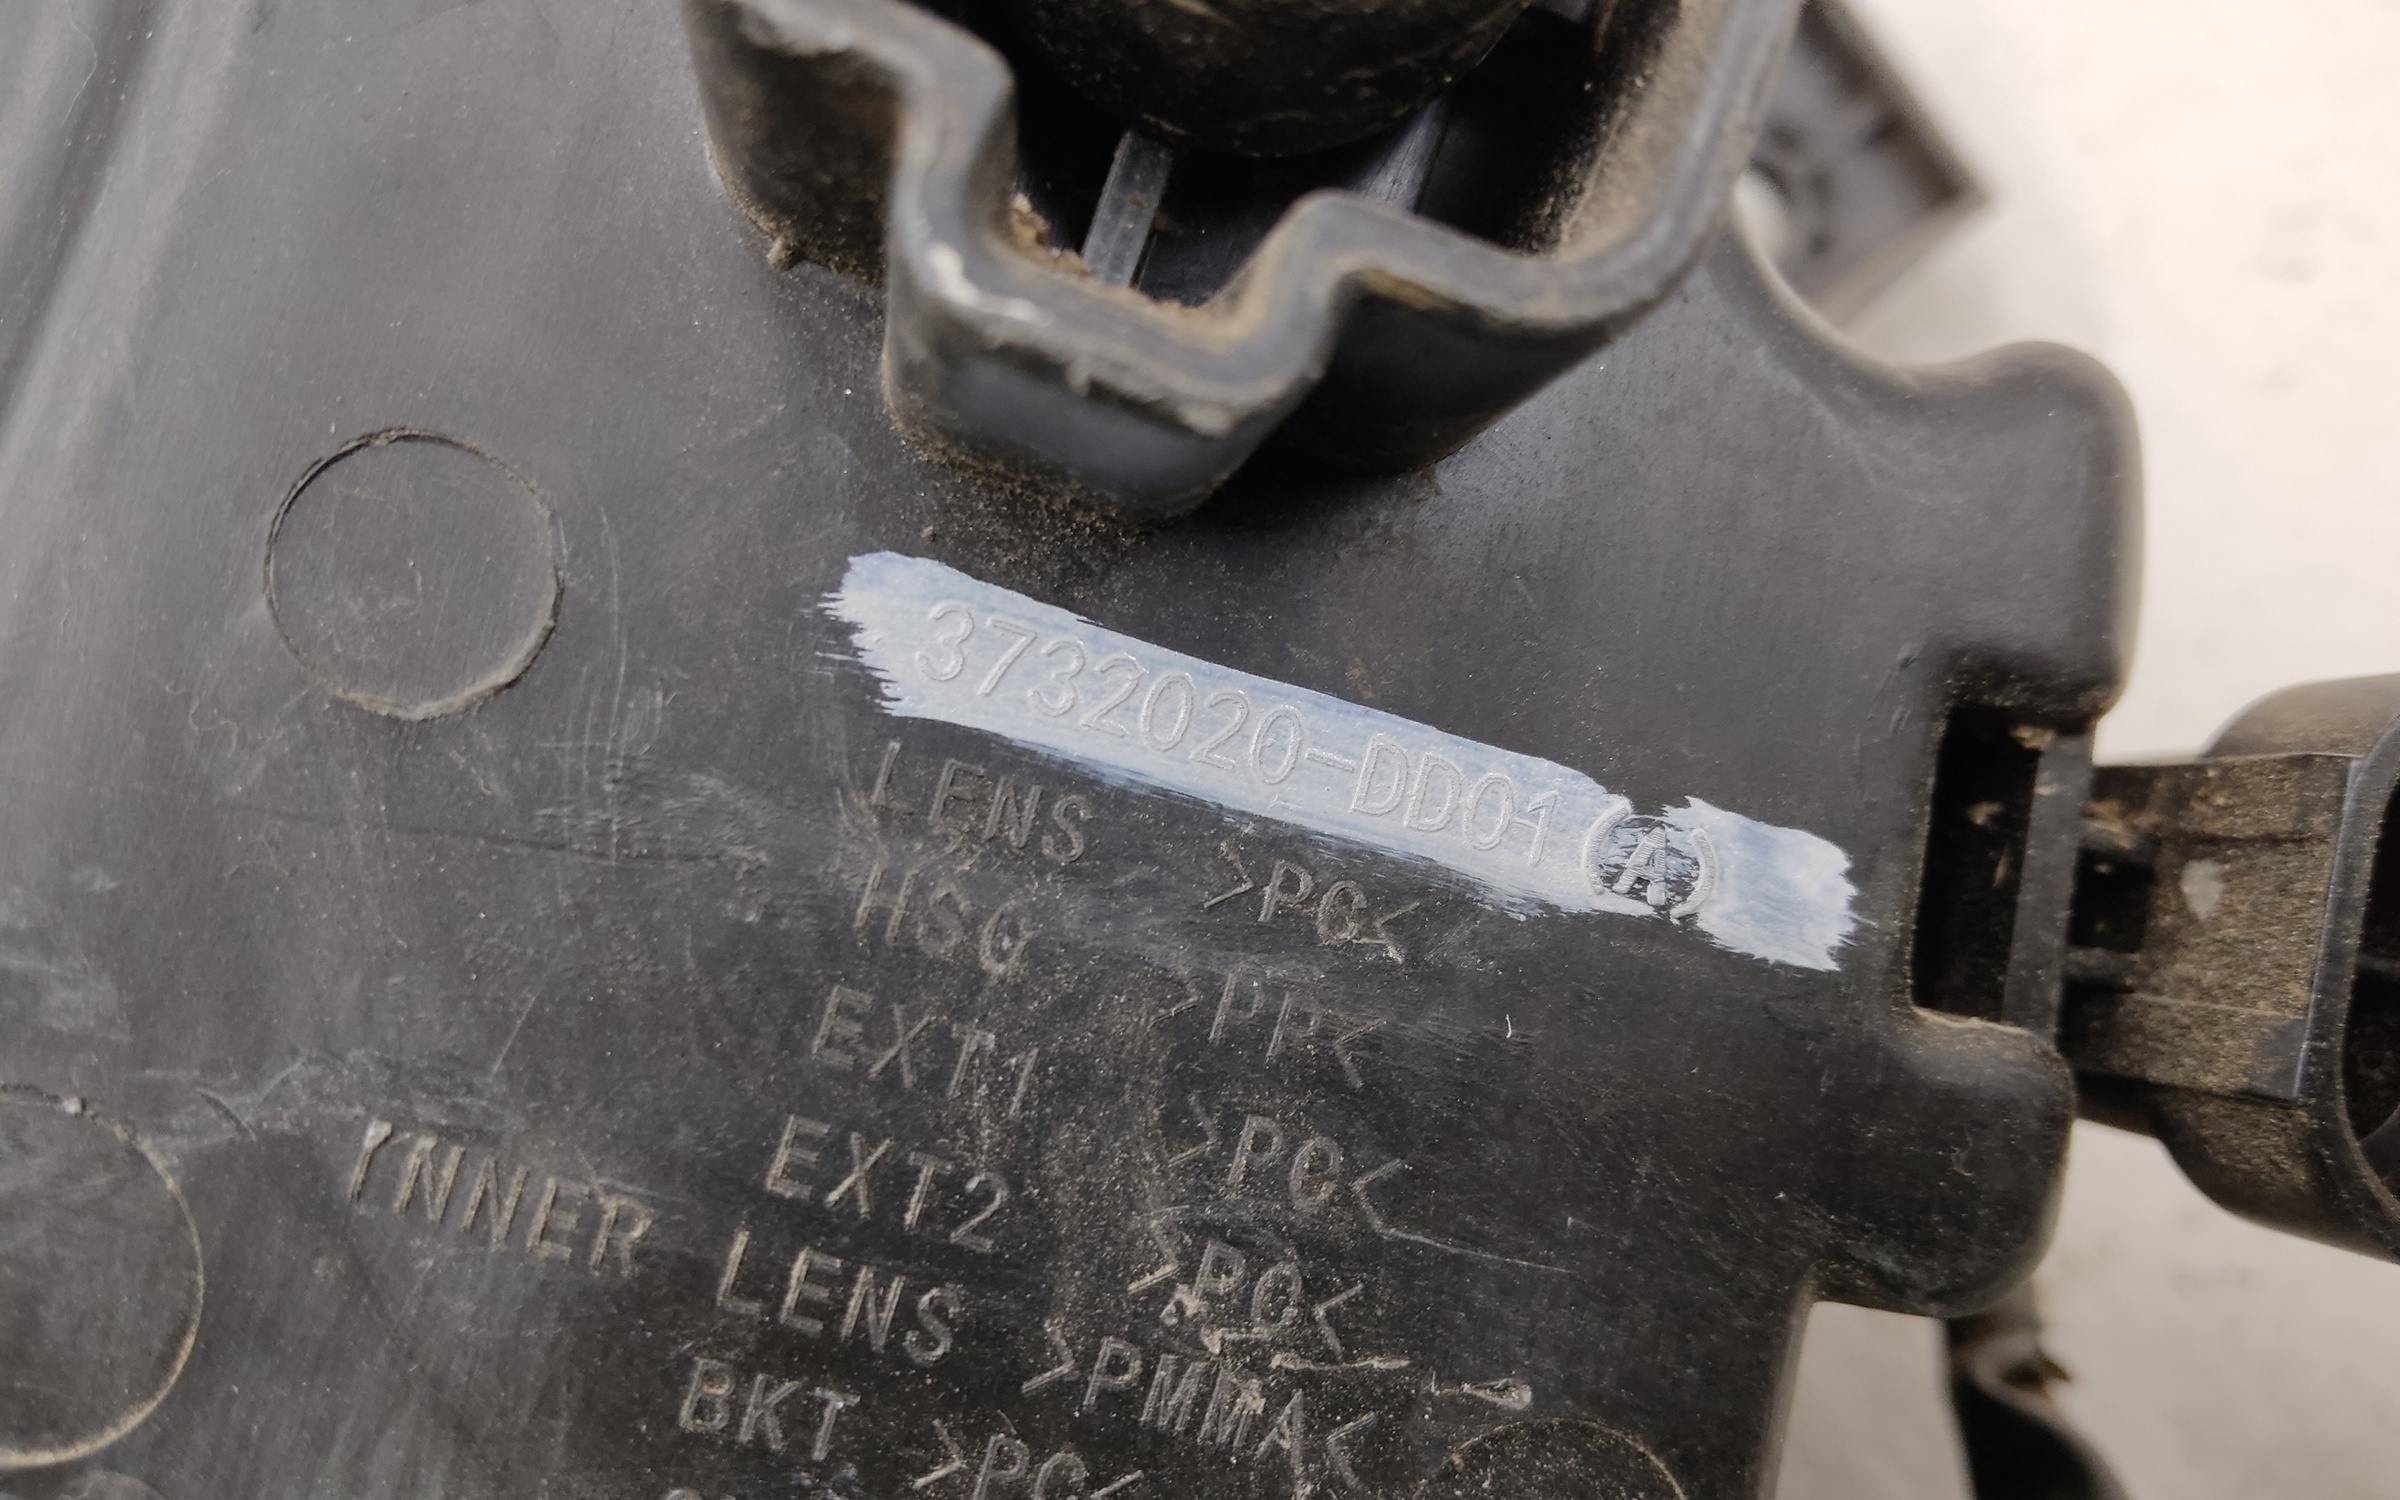 3732020-DD01 (A)
LENS >PC<
HSG >PP<
EXT1 >PC<
EXT2 >PC<
INNER LENS >PMMA<
BKT >PC<